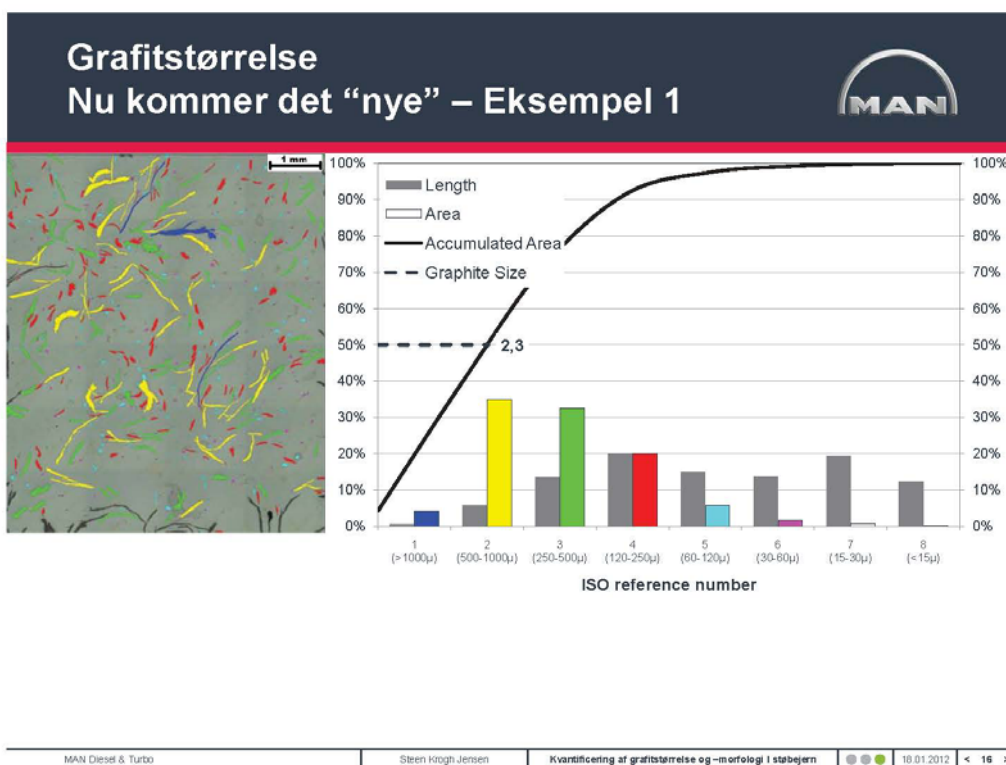 Grafitstørrelse
Nu kommer det “nye” – Eksempel 1
MAN
1 mm
100%
90%
80%
70%
60%
50%
40%
30%
20%
10%
0%
Length
Area
Accumulated Area
Graphite Size
2,3
100%
90%
80%
70%
60%
50%
40%
30%
20%
10%
0%
1 2 3 4 5 6 7 8
(>1000µ) (500-1000µ) (250-500µ) (120-250µ) (60-120µ) (30-60µ) (15-30µ) (<15µ)
ISO reference number
MAN Diesel & Turbo Steen Krogh Jensen Kvantificering af grafitstørrelse og –morfologi i støbejern 18.01.2012 < 16